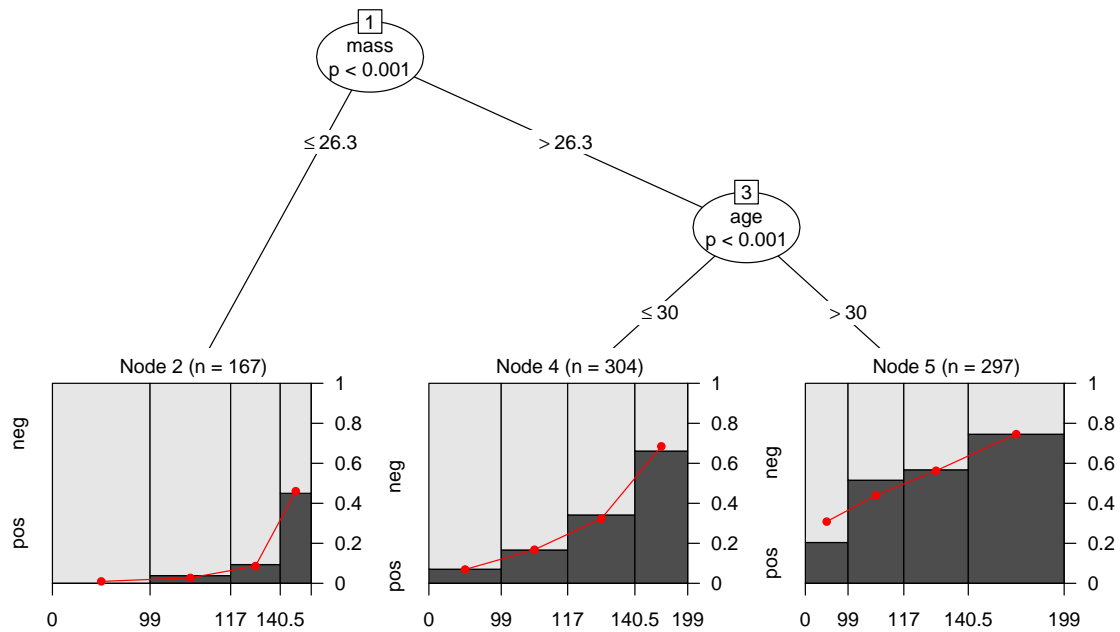 1
mass
p < 0.001
≤ 26.3
> 26.3
3
age
p < 0.001
≤ 30
> 30
Node 2 (n = 167)
neg
pos
1
0.8
0.6
0.4
0.2
0
0 99 117 140.5
Node 4 (n = 304)
neg
pos
1
0.8
0.6
0.4
0.2
0
0 99 117 140.5 199
Node 5 (n = 297)
neg
pos
1
0.8
0.6
0.4
0.2
0
0 99 117 140.5 199